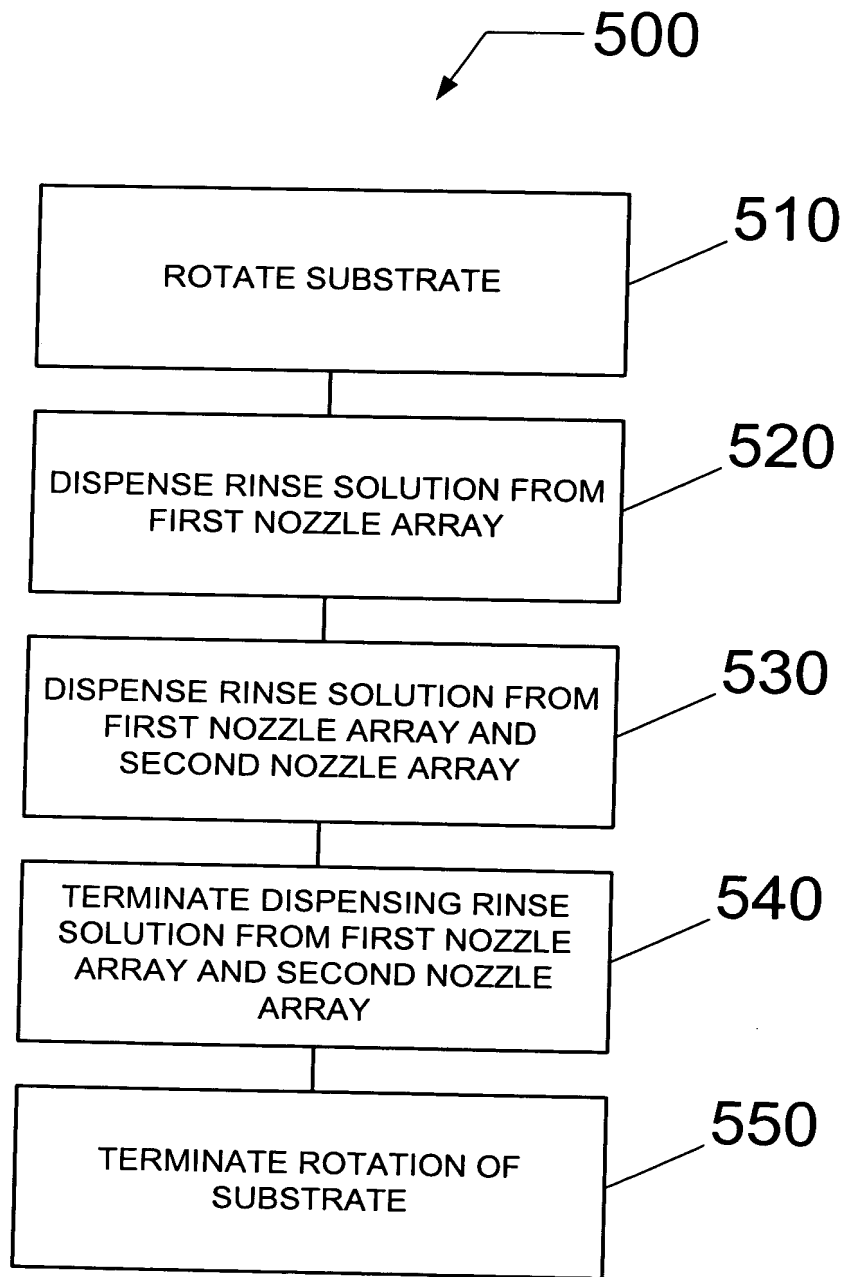 500
510
ROTATE SUBSTRATE
520
DISPENSE RINSE SOLUTION FROM
FIRST NOZZLE ARRAY
530
DISPENSE RINSE SOLUTION FROM
FIRST NOZZLE ARRAY AND
SECOND NOZZLE ARRAY
540
TERMINATE DISPENSING RINSE
SOLUTION FROM FIRST NOZZLE
ARRAY AND SECOND NOZZLE
ARRAY
550
TERMINATE ROTATION OF
SUBSTRATE